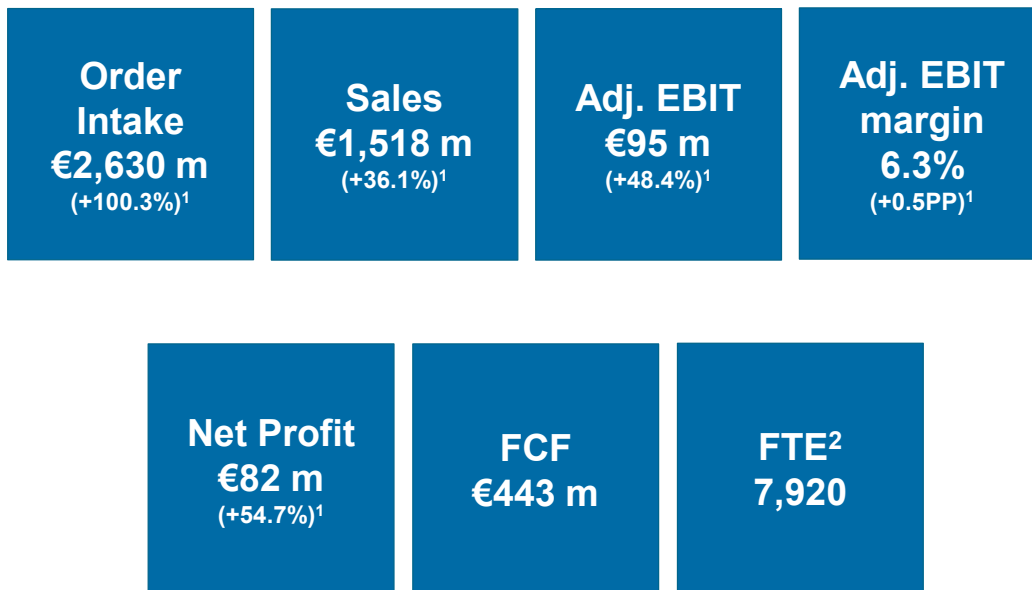 Order
Intake
€2,630 m
(+100.3%)¹
Sales
€1,518 m
(+36.1%)¹
Adj. EBIT
€95 m
(+48.4%)¹
Adj. EBIT
margin
6.3%
(+0.5PP)¹
Net Profit
€82 m
(+54.7%)¹
FCF
€443 m
FTE²
7,920